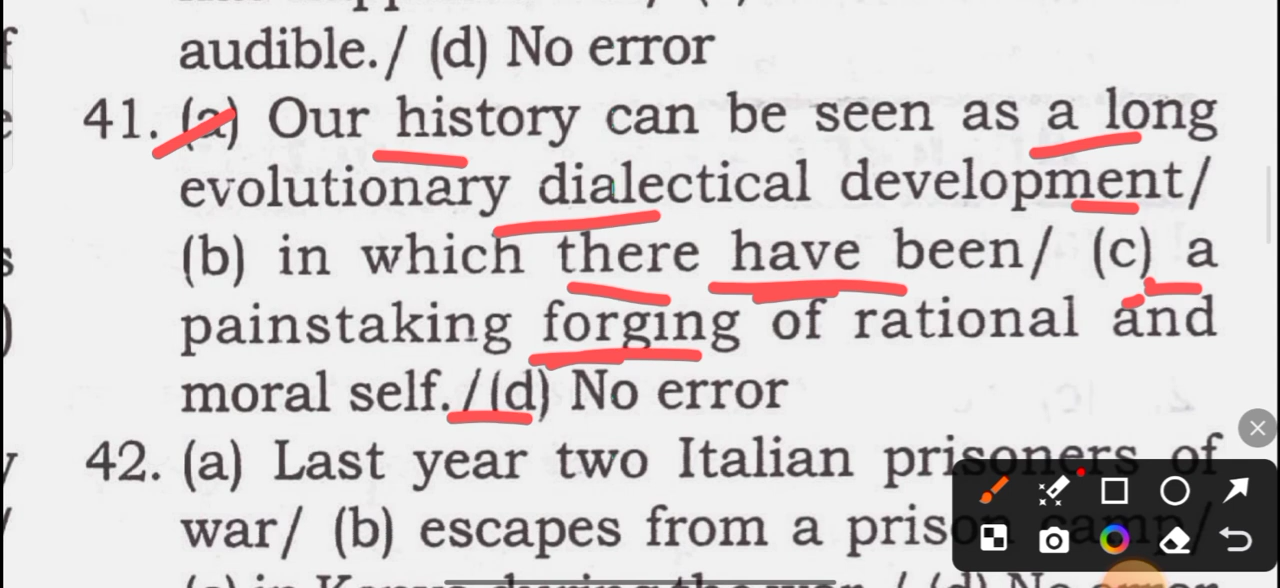 audible./ (d) No error
41. (a) Our history can be seen as a long
evolutionary dialectical development/
(b) in which there have been/ (c) a
painstaking forging of rational and
moral self./(d) No error
42. (a) Last year two Italian prisoners of
war/ (b) escapes from a prison camp/